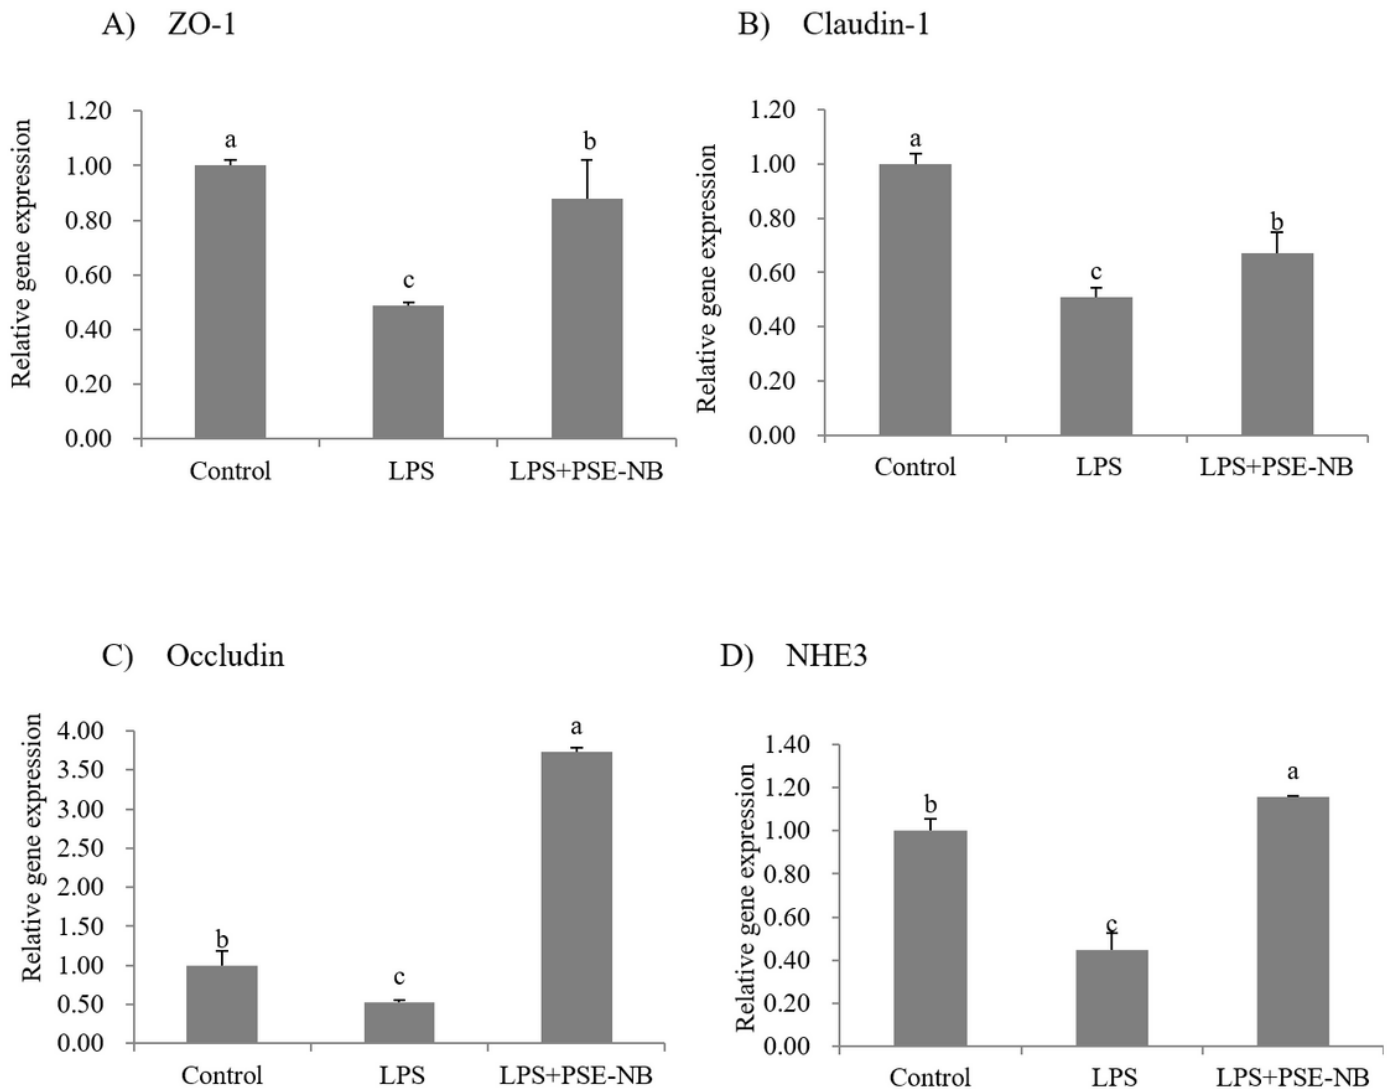 A) ZO-1
Relative gene expression
1.20
1.00
0.80
0.60
0.40
0.20
0.00
a
c
b
Control LPS LPS+PSE-NB
B) Claudin-1
Relative gene expression
1.20
1.00
0.80
0.60
0.40
0.20
0.00
a
c
b
Control LPS LPS+PSE-NB
C) Occludin
Relative gene expression
4.00
3.50
3.00
2.50
2.00
1.50
1.00
0.50
0.00
b
c
a
Control LPS LPS+PSE-NB
D) NHE3
Relative gene expression
1.40
1.20
1.00
0.80
0.60
0.40
0.20
0.00
b
c
a
Control LPS LPS+PSE-NB